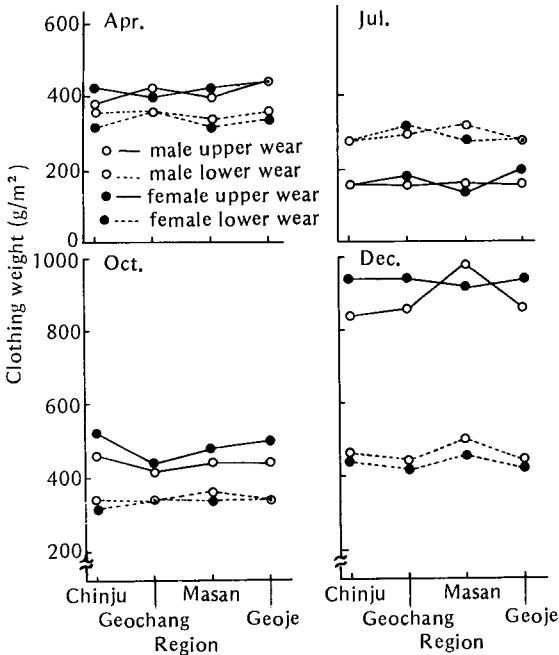 Apr.
Jul.
600
400
200
0
male upper wear
male lower wear
female upper wear
female lower wear
Clothing weight (g/m²)
Oct.
Dec.
1000
800
600
400
200
Chinju
Masan
Geochang
Geoje
Region
Chinju
Masan
Geochang
Geoje
Region